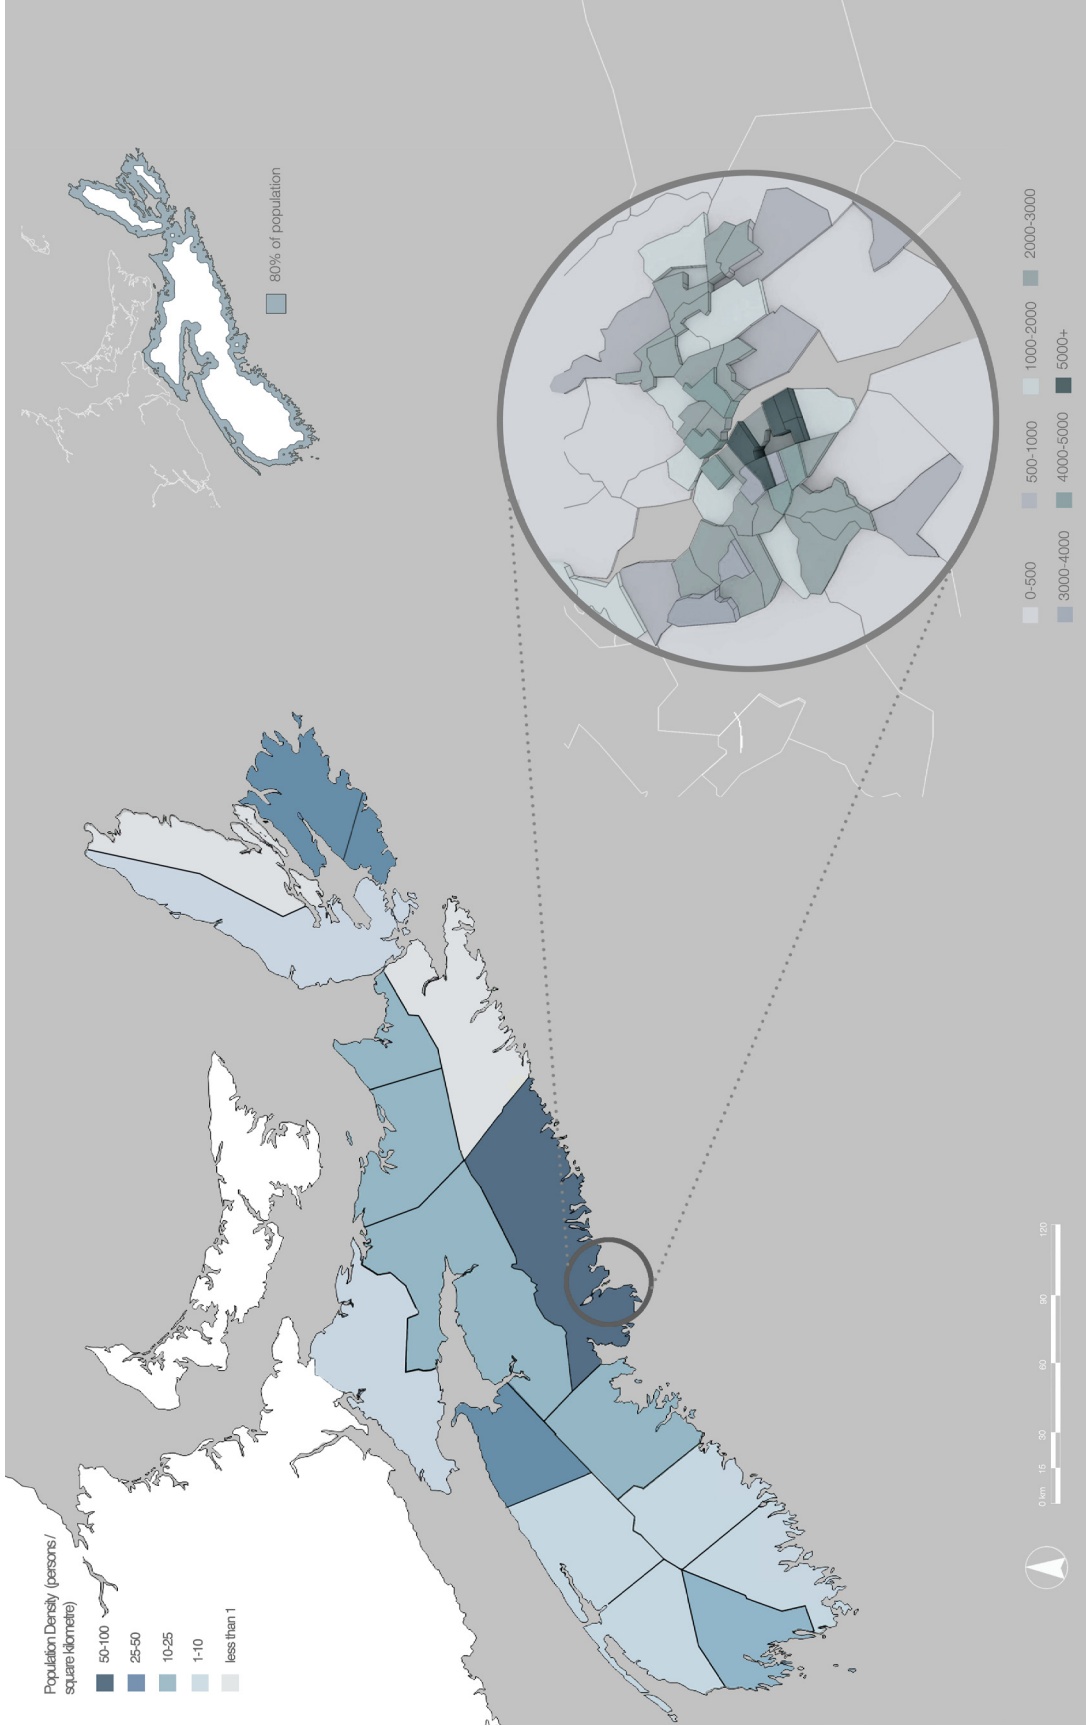 Population Density (persons /
square kilometre)
50-100
25-50
10-25
1-10
less than 1
80% of population
0-500
500-1000
1000-2000
2000-3000
3000-4000
4000-5000
5000+
0 km 15 30 60 90 120